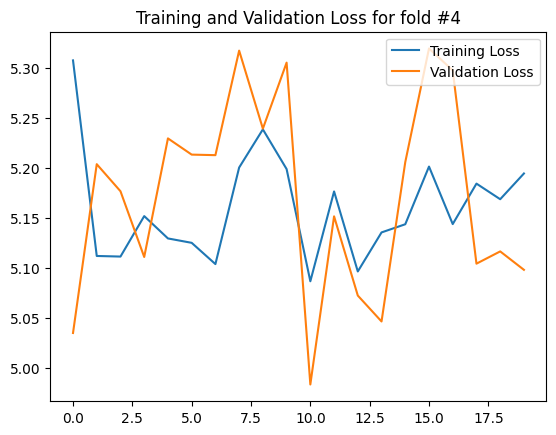 Training and Validation Loss for fold #4
Training Loss
Validation Loss
5.30
5.25
5.20
5.15
5.10
5.05
5.00
0.0 2.5 5.0 7.5 10.0 12.5 15.0 17.5